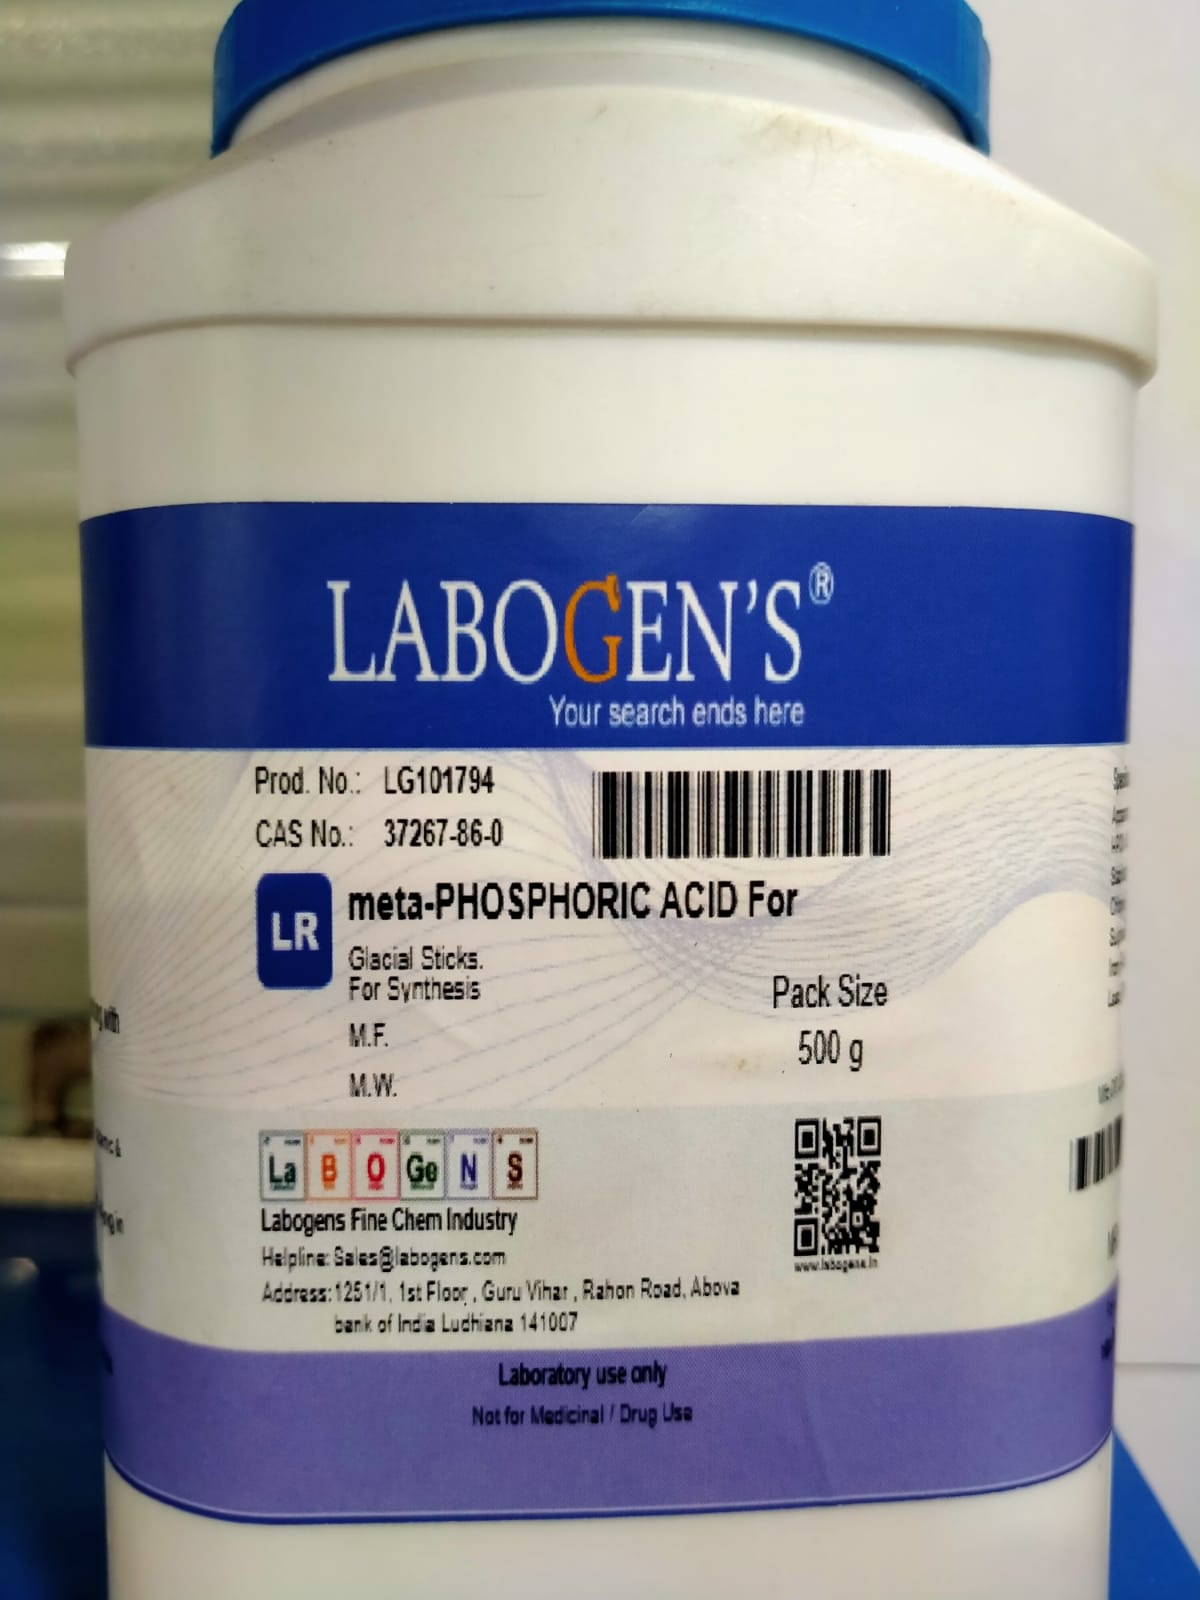 LABOGEN'S®
Your search ends here
Prod. No.: LG101794
CAS No.: 37267-86-0
LR
meta-PHOSPHORIC ACID For
Glacial Sticks.
For Synthesis
M.F.
M.W.
Pack Size
500 g
La B O Ge N S
www.labogens.in
Labogens Fine Chem Industry
Helpline: Sales@labogens.com
Address: 1251/1, 1st Floor , Guru Vihar , Rahon Road, Abova
bank of India Ludhiana 141007
Laboratory use only
Not for Medicinal / Drug Use
with